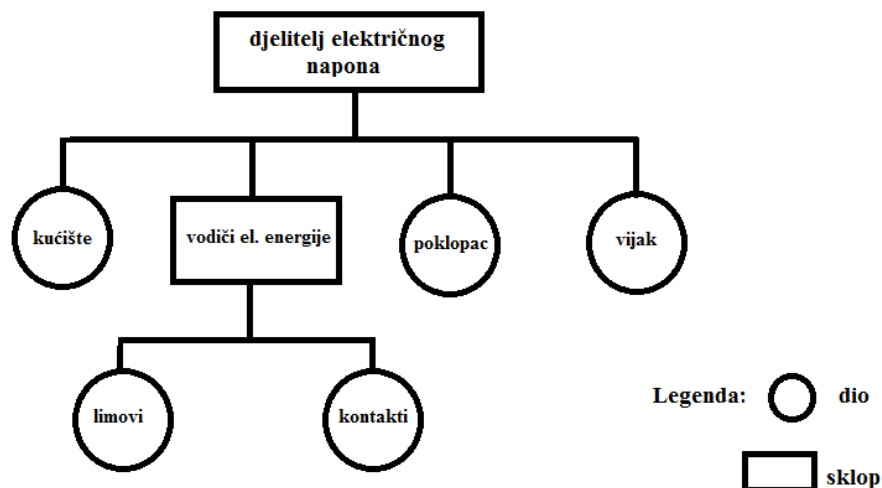 djelitelj električnog
napona
kućište
vodiči el. energije
poklopac
vijak
limovi
kontakti
Legenda:
dio
sklop